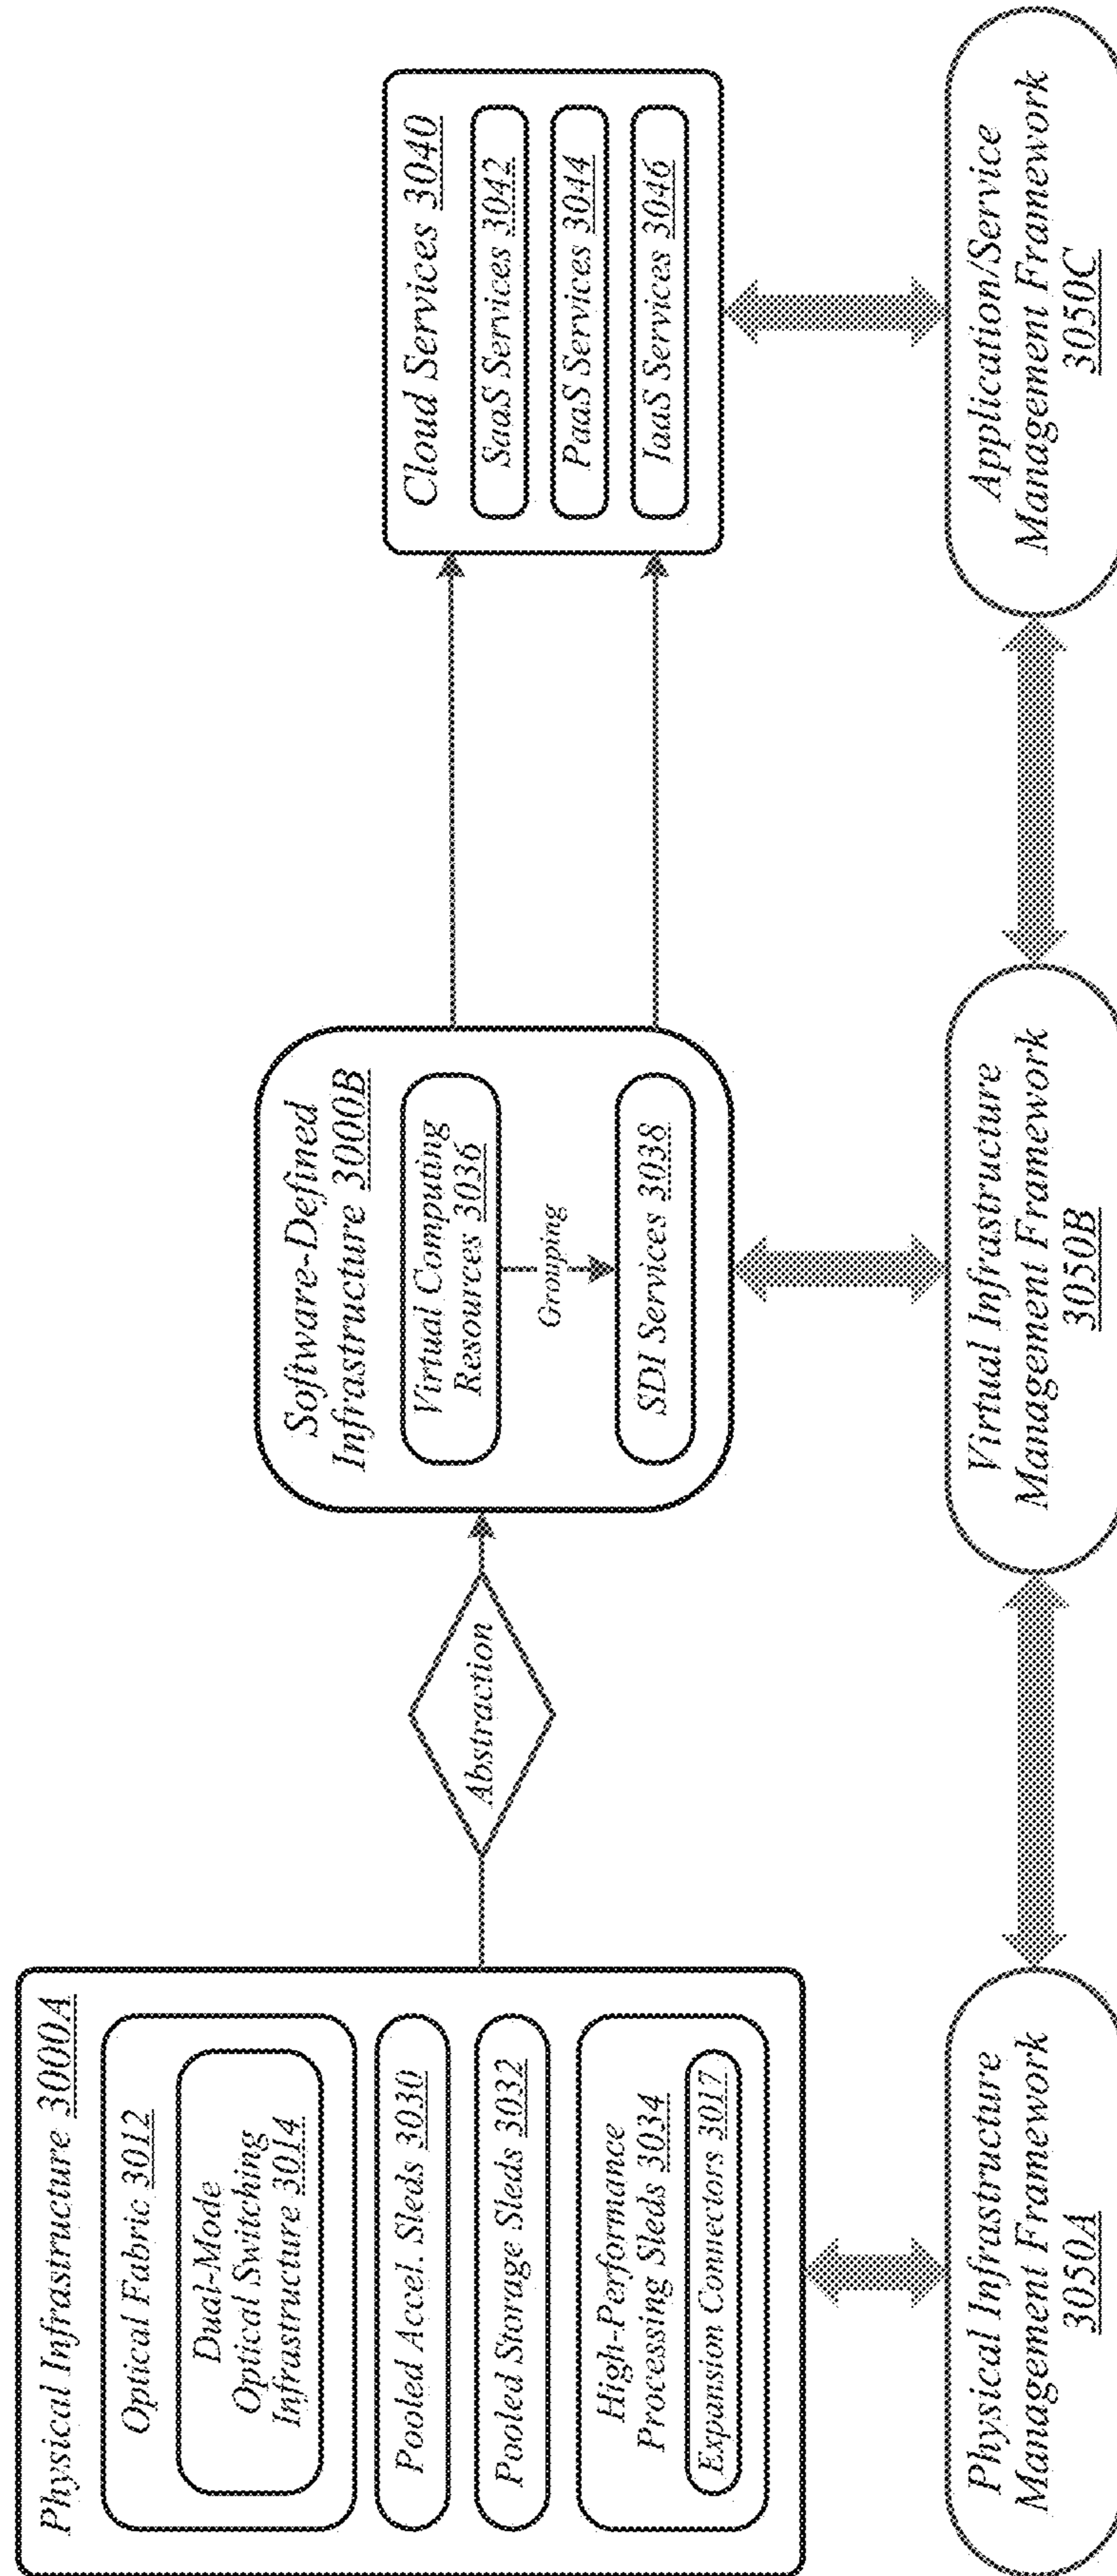 Physical Infrastructure 3000A
Optical Fabric 3012
Dual-Mode
Optical Switching
Infrastructure 3014
Pooled Accel. Sleds 3030
Pooled Storage Sleds 3032
High-Performance
Processing Sleds 3034
Expansion Connectors 3017
Abstraction
Software-Defined
Infrastructure 3000B
Virtual Computing
Resources 3036
Grouping
SDI Services 3038
Cloud Services 3040
SaaS Services 3042
PaaS Services 3044
IaaS Services 3046
Physical Infrastructure
Management Framework
3050A
Virtual Infrastructure
Management Framework
3050B
Application/Service
Management Framework
3050C